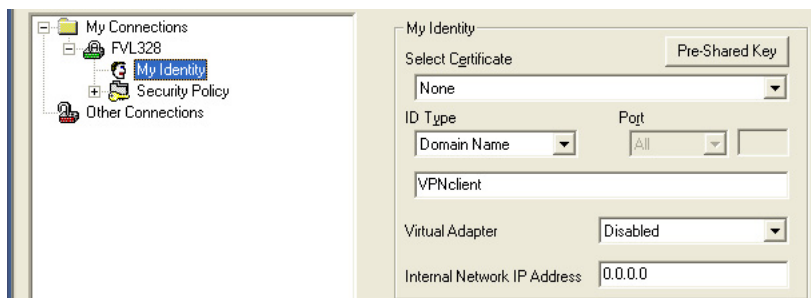 My Connections
FVL328
My Identity
Security Policy
Other Connections
My Identity
Select Certificate
Pre-Shared Key
None
ID Type
Port
Domain Name
All
VPNclient
Virtual Adapter
Disabled
Internal Network IP Address
0.0.0.0